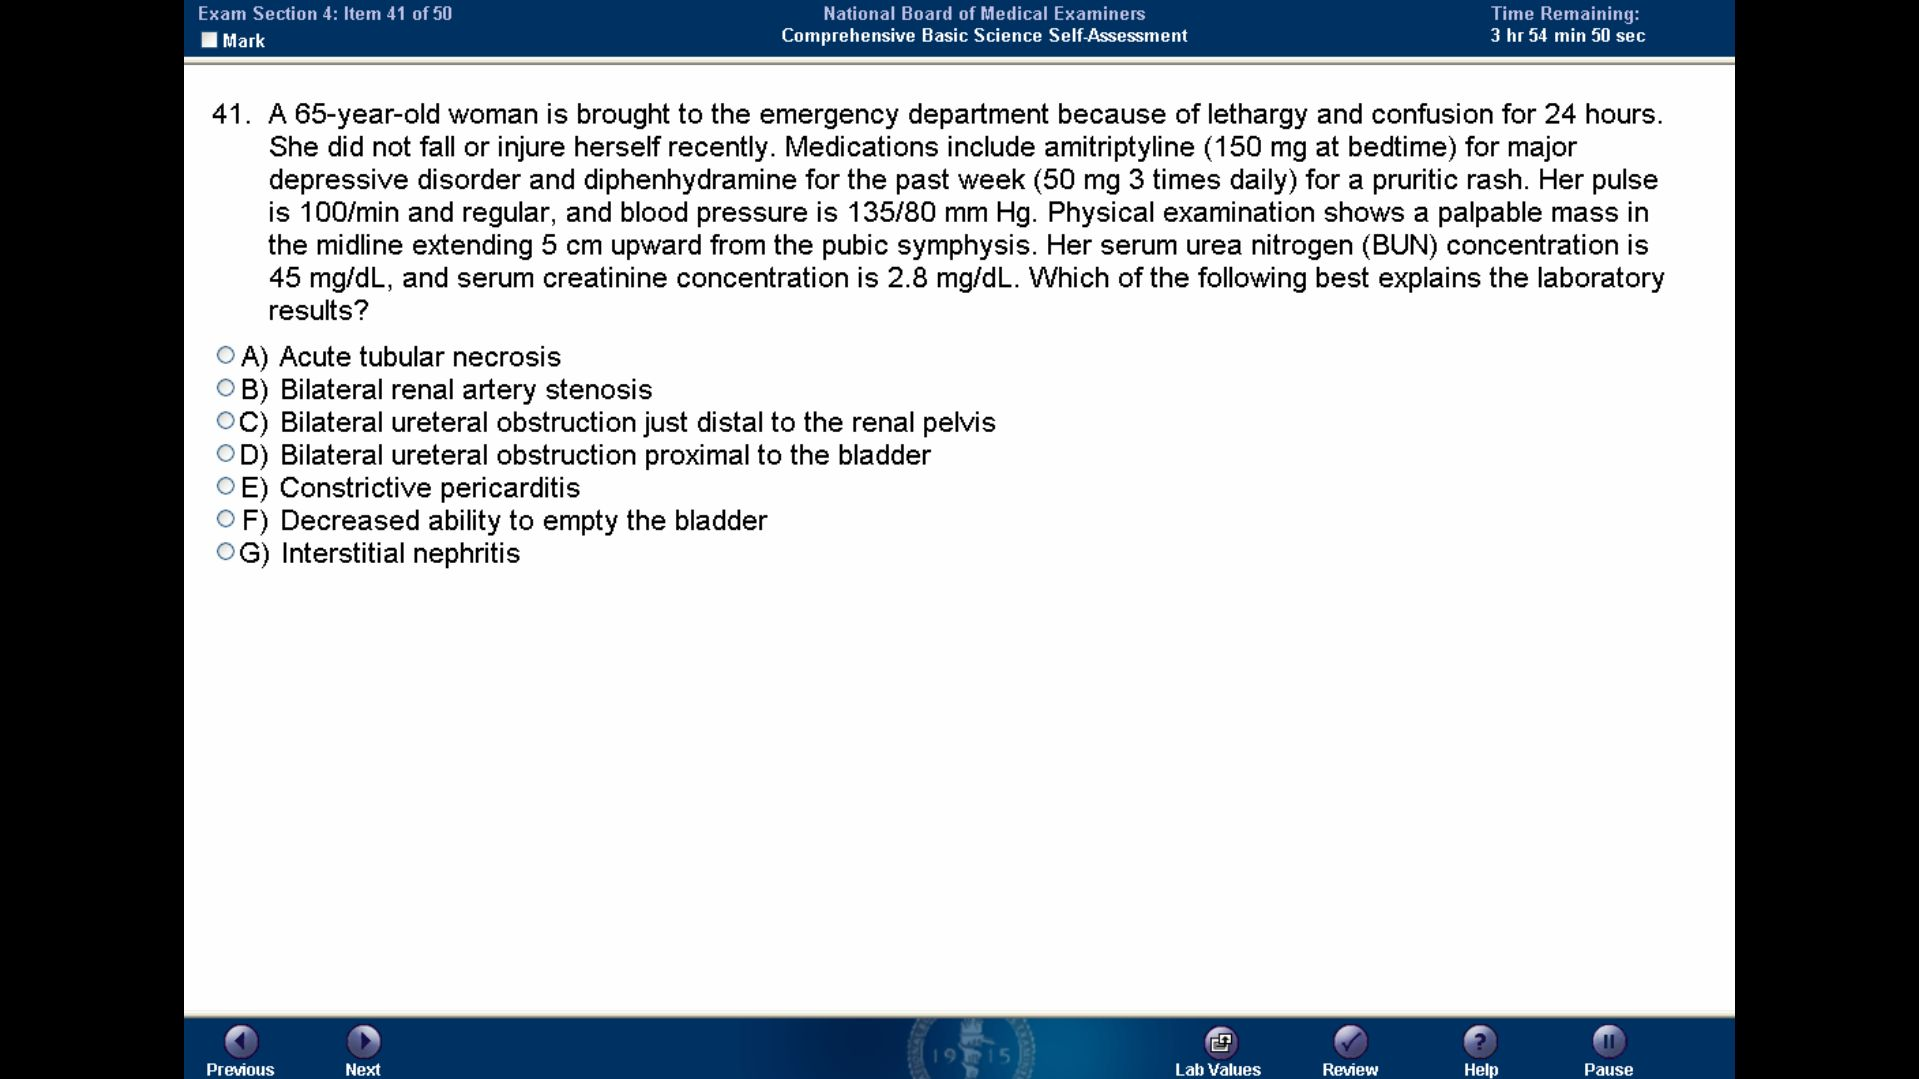 Exam Section 4: Item 41 of 50
National Board of Medical Examiners
Time Remaining:
Mark
Comprehensive Basic Science Self-Assessment
3 hr 54 min 50 sec
41. A 65-year-old woman is brought to the emergency department because of lethargy and confusion for 24 hours.
She did not fall or injure herself recently. Medications include amitriptyline (150 mg at bedtime) for major
depressive disorder and diphenhydramine for the past week (50 mg 3 times daily) for a pruritic rash. Her pulse
is 100/min and regular, and blood pressure is 135/80 mm Hg. Physical examination shows a palpable mass in
the midline extending 5 cm upward from the pubic symphysis. Her serum urea nitrogen (BUN) concentration is
45 mg/dL, and serum creatinine concentration is 2.8 mg/dL. Which of the following best explains the laboratory
results?
A) Acute tubular necrosis
B) Bilateral renal artery stenosis
C) Bilateral ureteral obstruction just distal to the renal pelvis
D) Bilateral ureteral obstruction proximal to the bladder
E) Constrictive pericarditis
F) Decreased ability to empty the bladder
G) Interstitial nephritis
19 15
Previous
Next
Lab Values
Review
Help
Pause